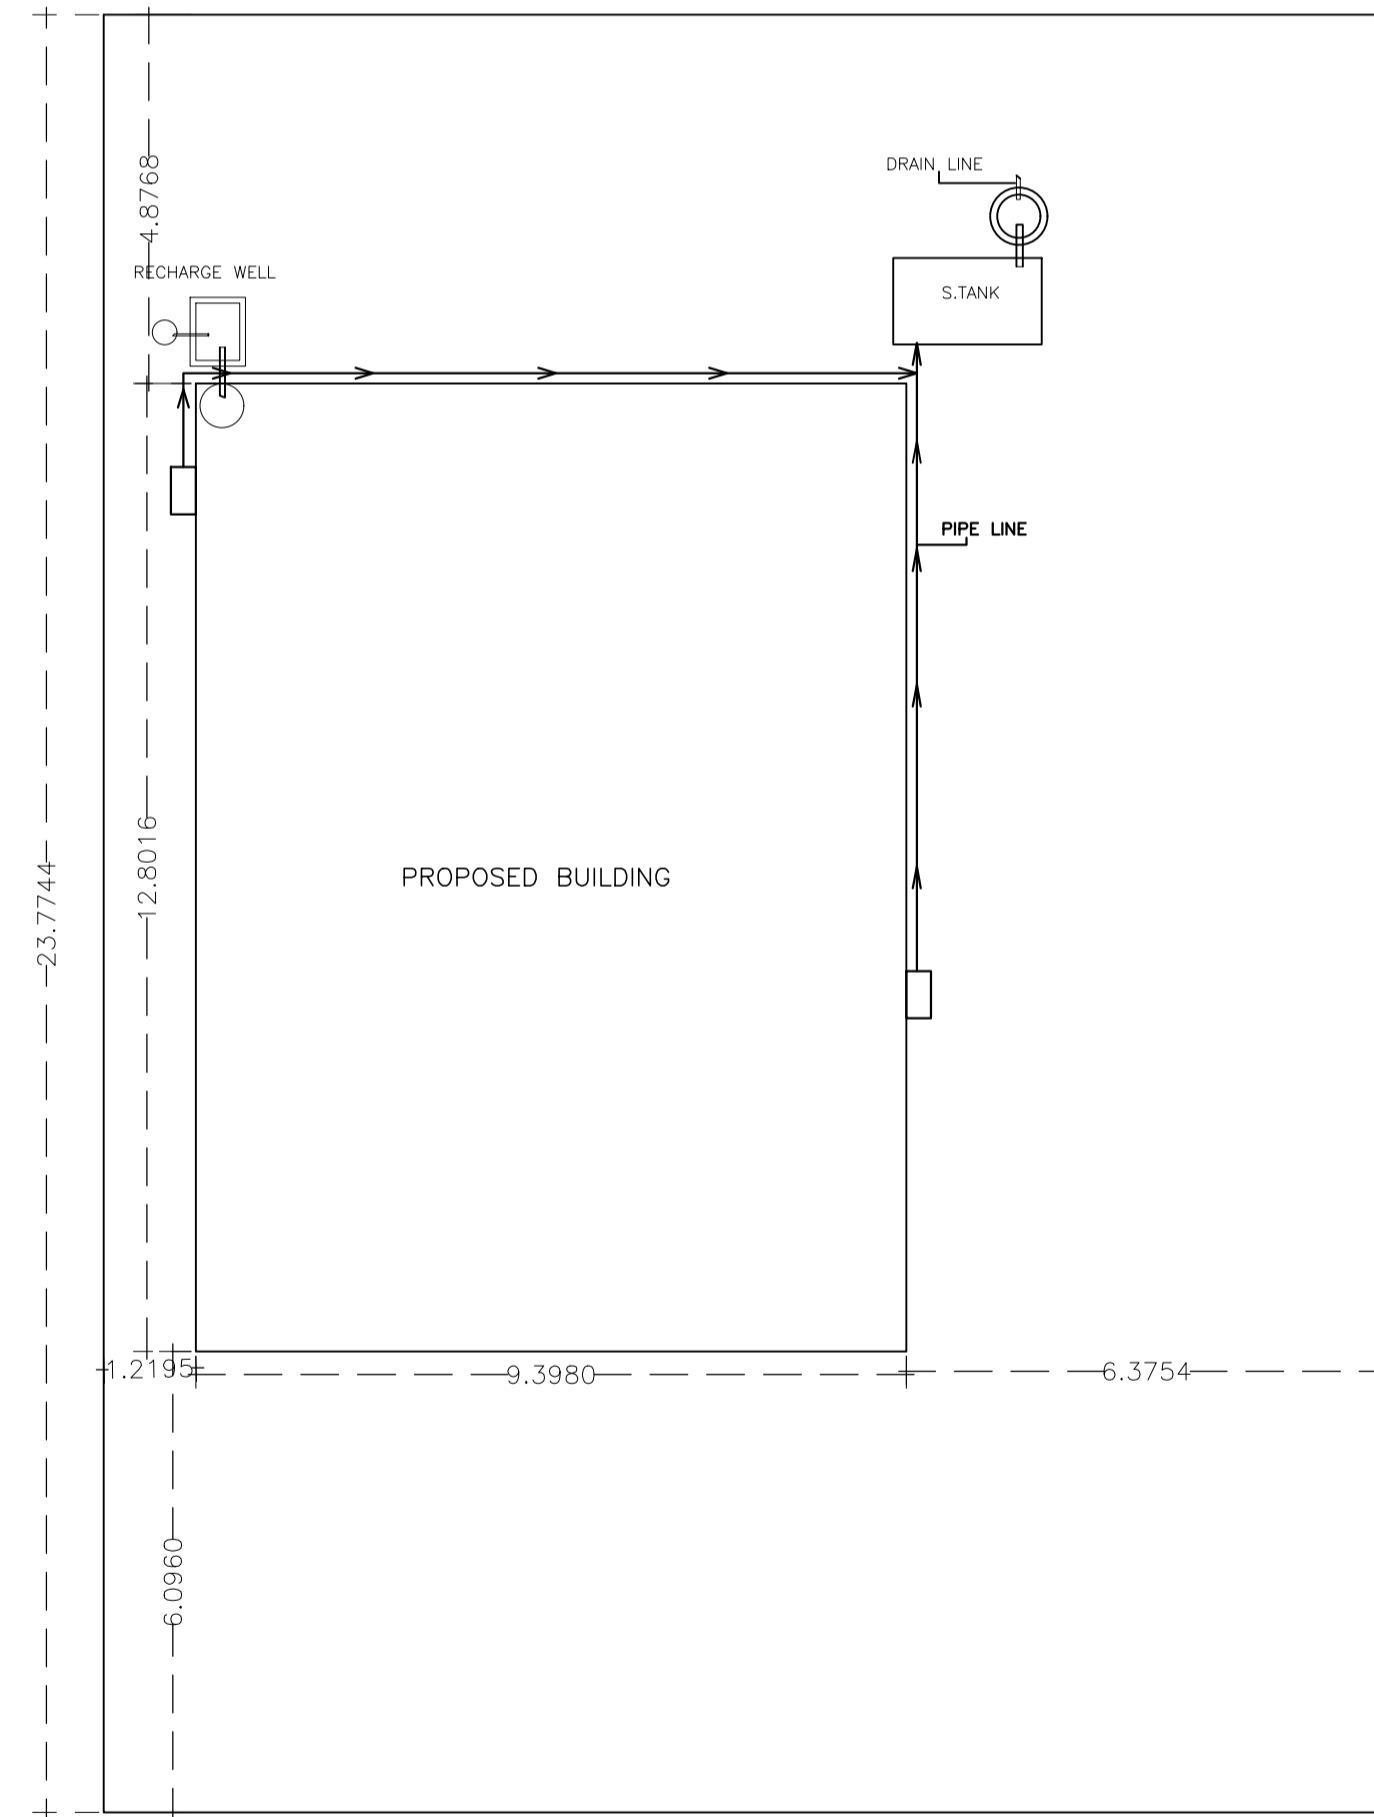 4.8768
DRAIN LINE
RECHARGE WELL
S.TANK
PIPE LINE
12.8016
PROPOSED BUILDING
23.7744
1.2195
9.3980
6.3754
6.0960